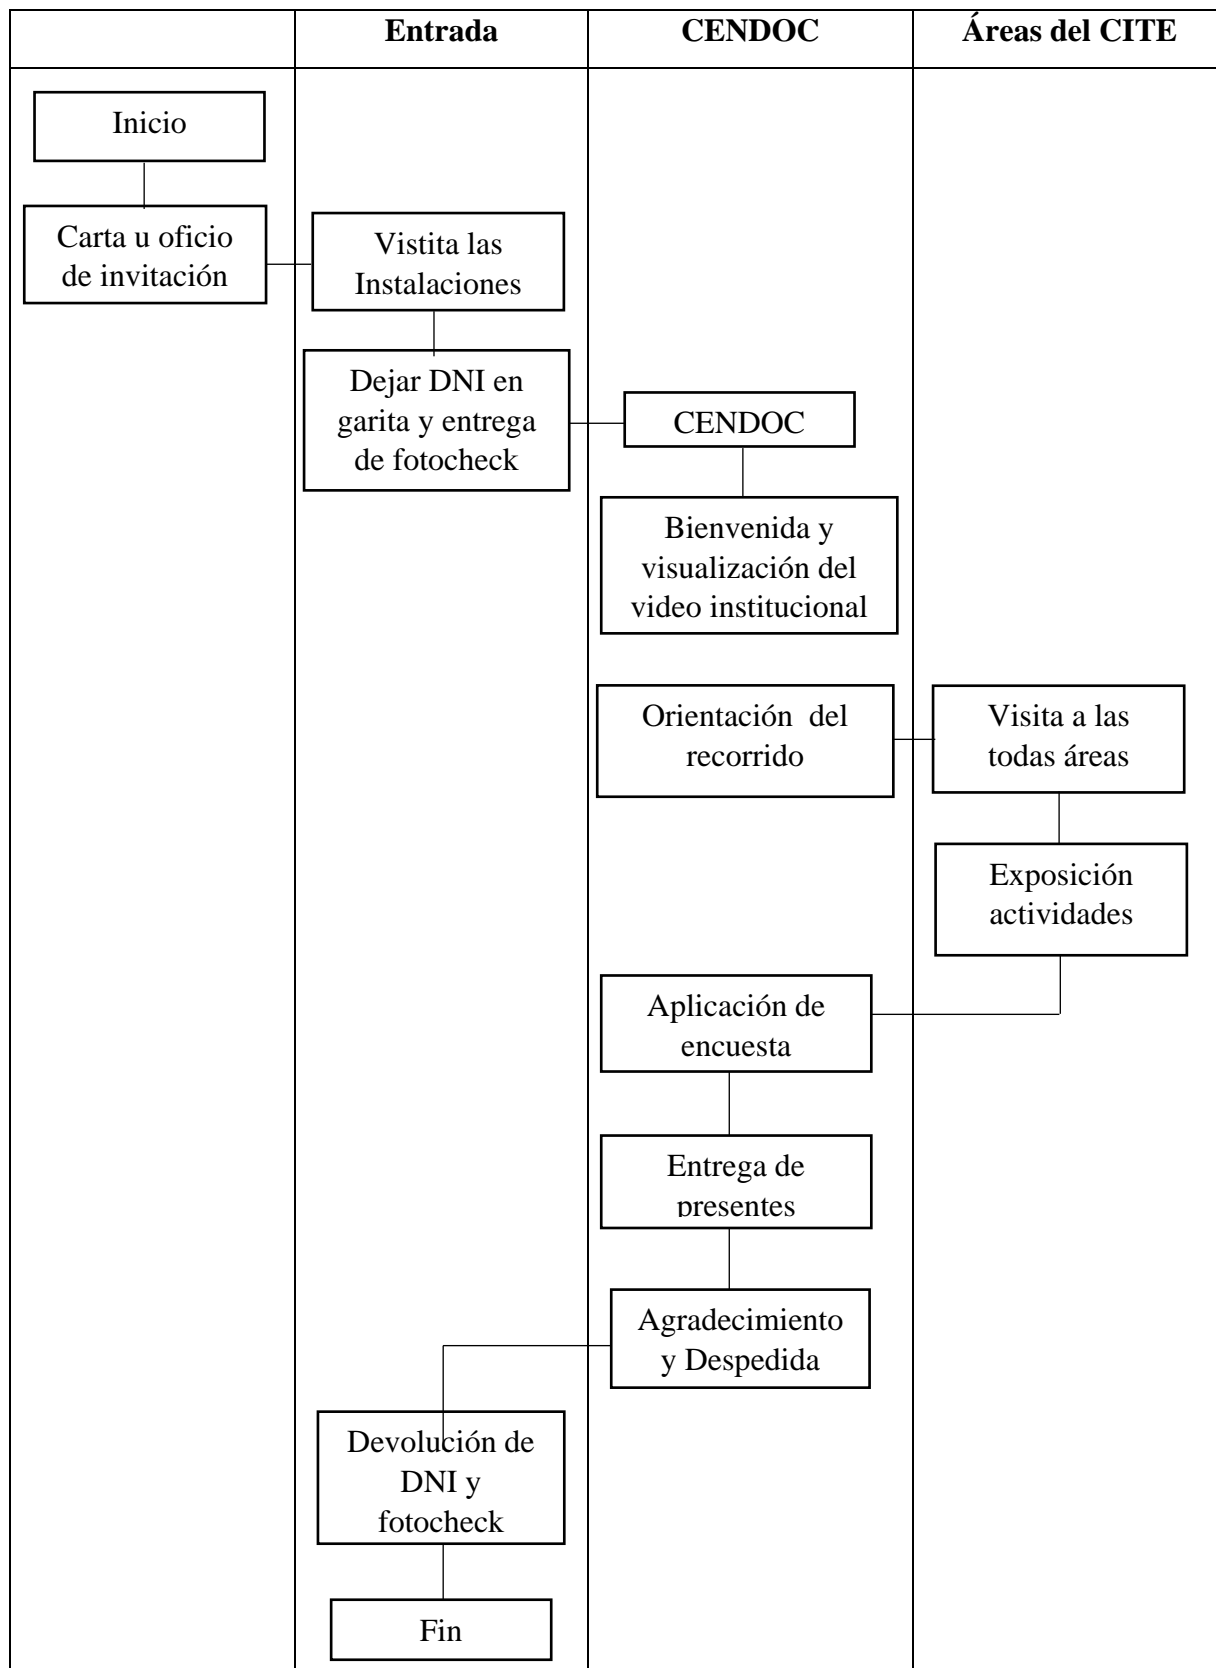 Entrada
CENDOC
Áreas del CITE
Inicio
Carta u oficio
de invitación
Vistita las
Instalaciones
Dejar DNI en
garita y entrega
de fotocheck
CENDOC
Bienvenida y
visualización del
video institucional
Orientación  del
recorrido
Visita a las
todas áreas
Exposición
actividades
Aplicación de
encuesta
Entrega de
presentes
Agradecimiento
y Despedida
Devolución de
DNI y
fotocheck
Fin